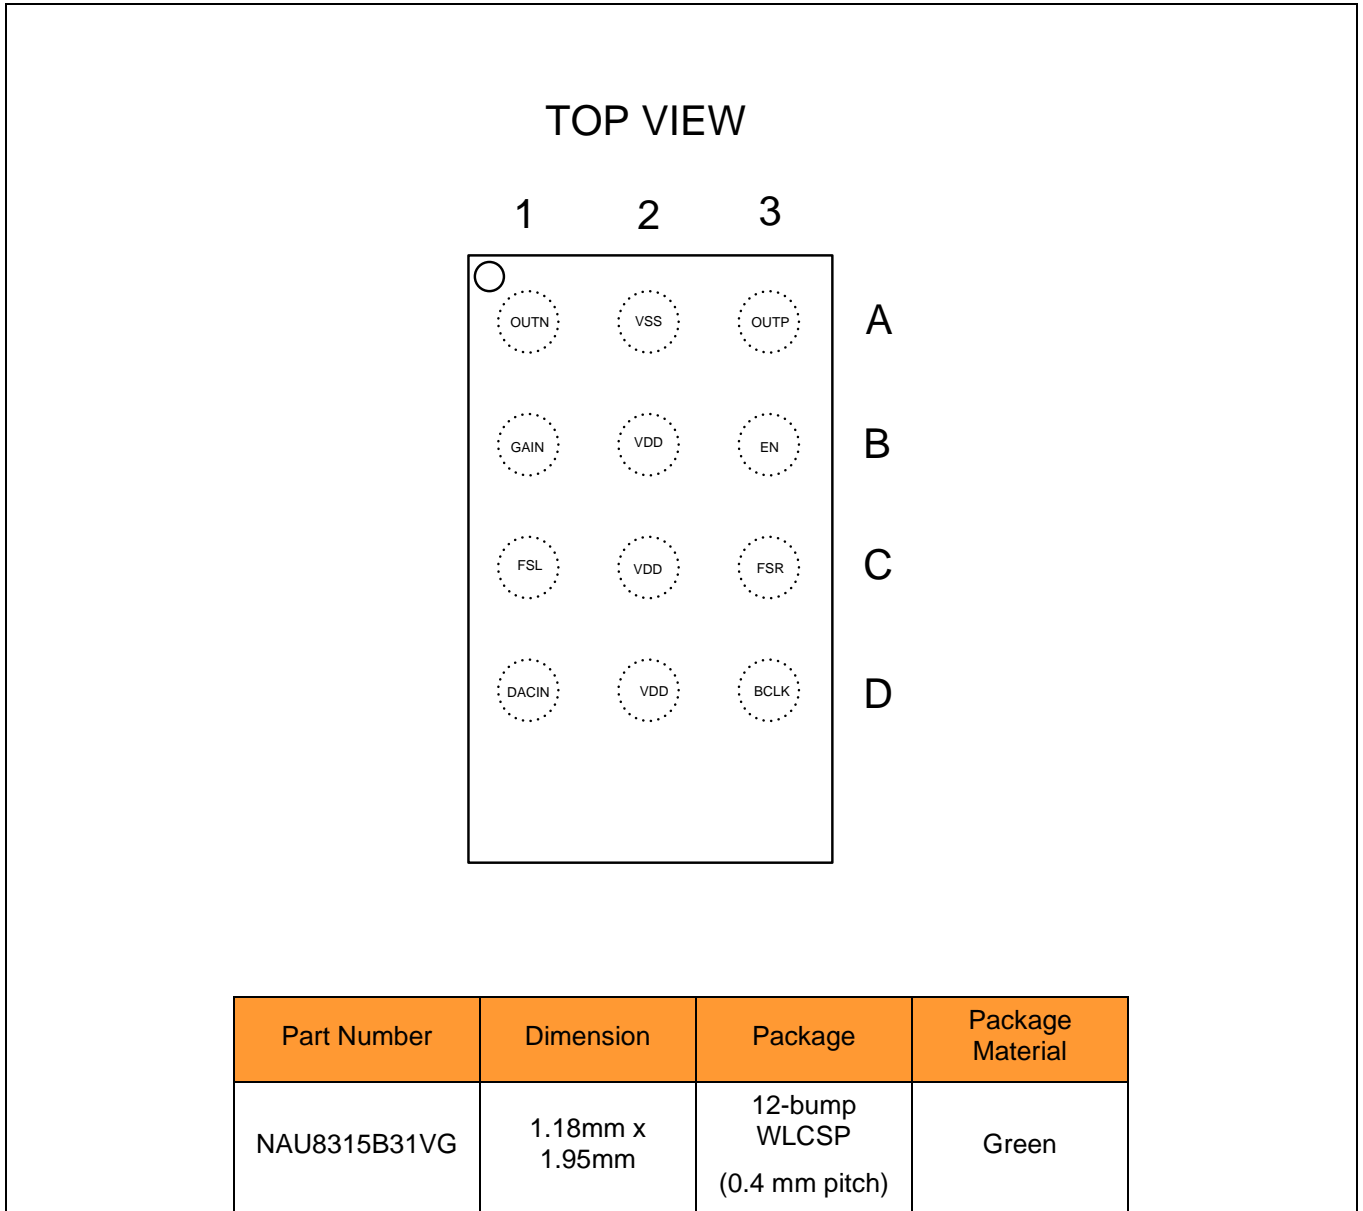 TOP VIEW
1 2 3
OUTN VSS OUTP A
GAIN VDD EN B
FSL VDD FSR C
DACIN VDD BCLK D
Part Number Dimension Package Package Material
NAU8315B31VG 1.18mm x 1.95mm 12-bump WLCSP (0.4 mm pitch) Green